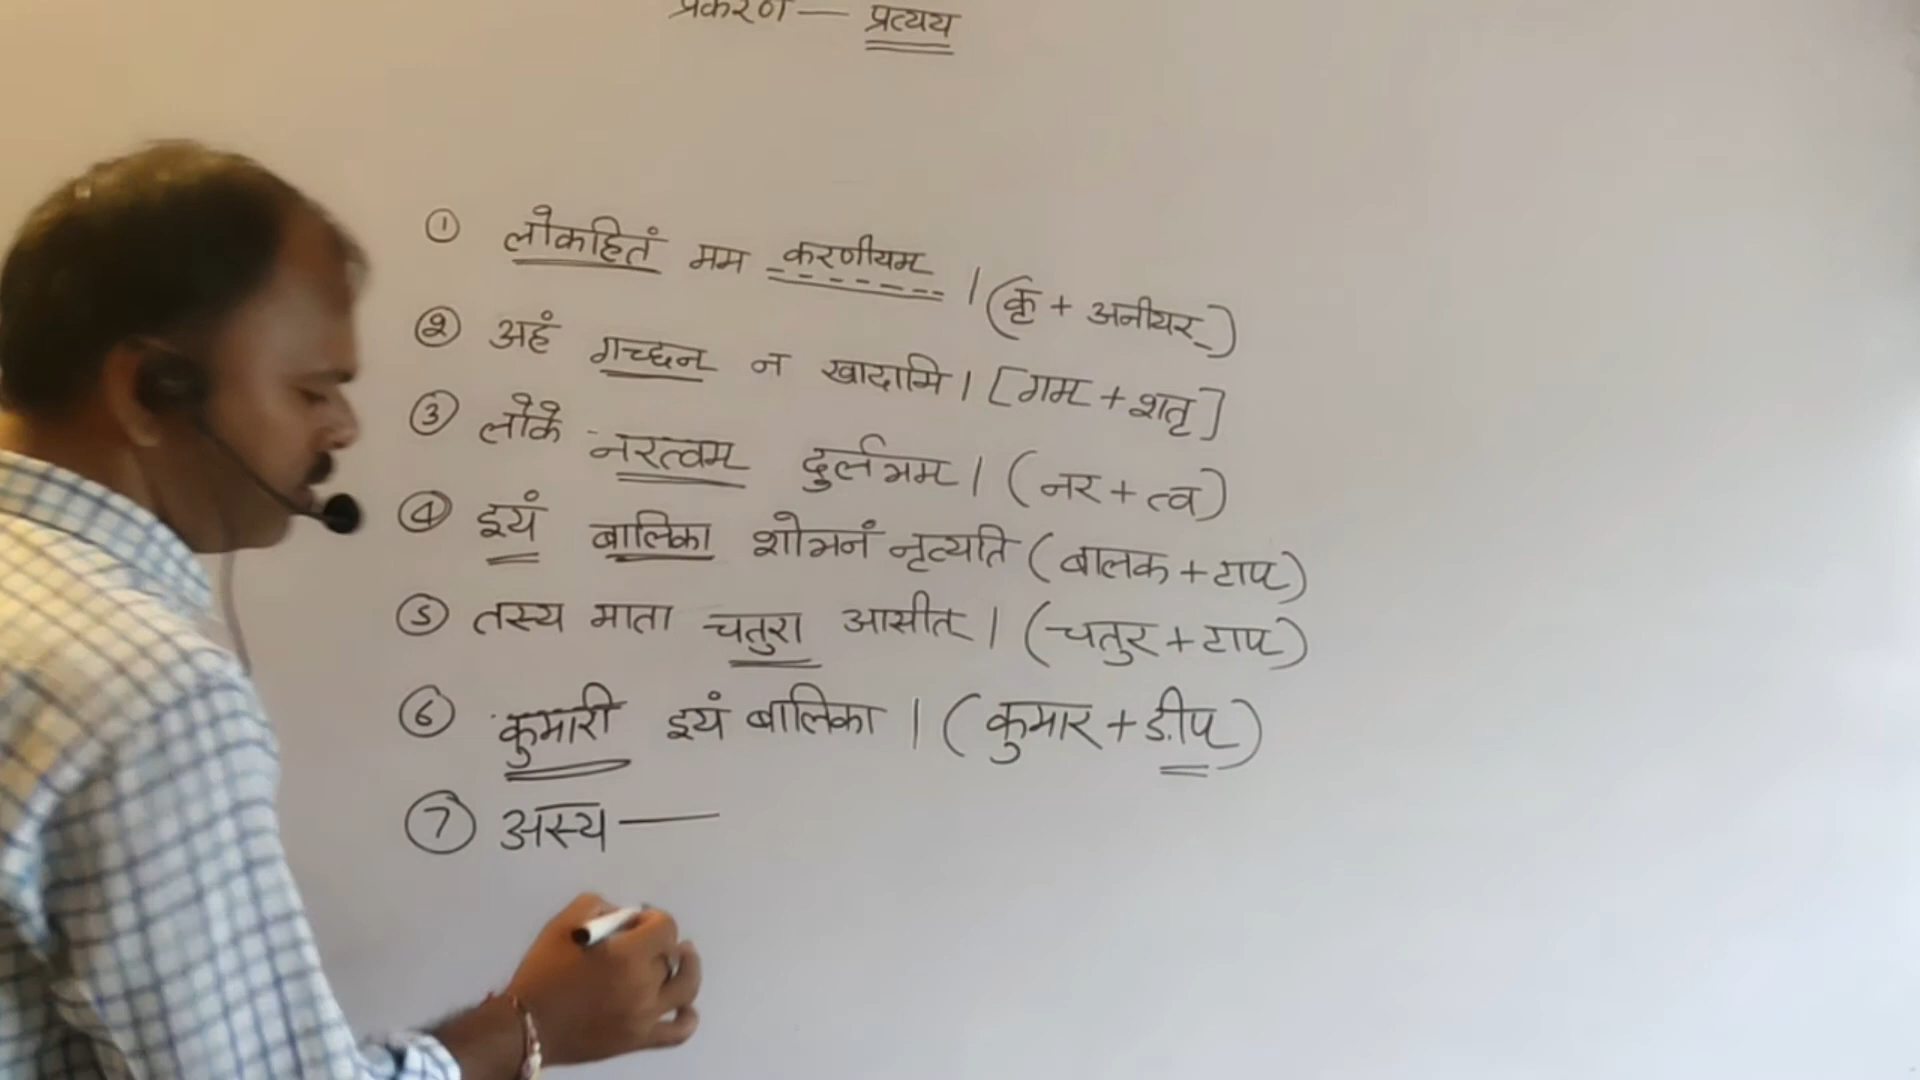 प्रकरण — प्रत्यय
① लोकहितं मम करणीयम् । (कृ + अनीयर्)
② अहं गच्छन् न खादामि । [गम् + शतृ]
③ लोके नरत्वम् दुर्लभम् । (नर + त्व)
④ इयं बालिका शोभनं नृत्यति (बालक + टाप्)
⑤ तस्य माता चतुरा आसीत् । (चतुर + टाप्)
⑥ कुमारी इयं बालिका । (कुमार + ङीप्)
⑦ अस्य —